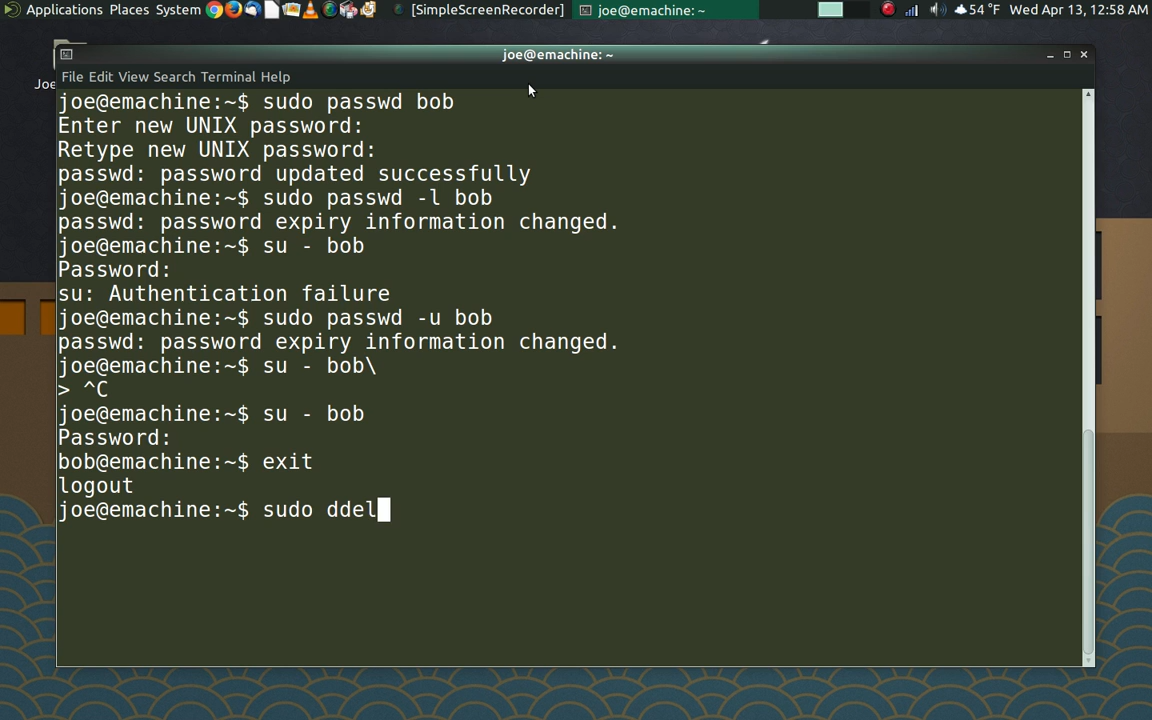 Applications Places System [SimpleScreenRecorder] joe@emachine: ~ 54 °F Wed Apr 13, 12:58 AM
Joe
joe@emachine: ~
File Edit View Search Terminal Help
joe@emachine:~$ sudo passwd bob
Enter new UNIX password:
Retype new UNIX password:
passwd: password updated successfully
joe@emachine:~$ sudo passwd -l bob
passwd: password expiry information changed.
joe@emachine:~$ su - bob
Password:
su: Authentication failure
joe@emachine:~$ sudo passwd -u bob
passwd: password expiry information changed.
joe@emachine:~$ su - bob\
> ^C
joe@emachine:~$ su - bob
Password:
bob@emachine:~$ exit
logout
joe@emachine:~$ sudo ddel